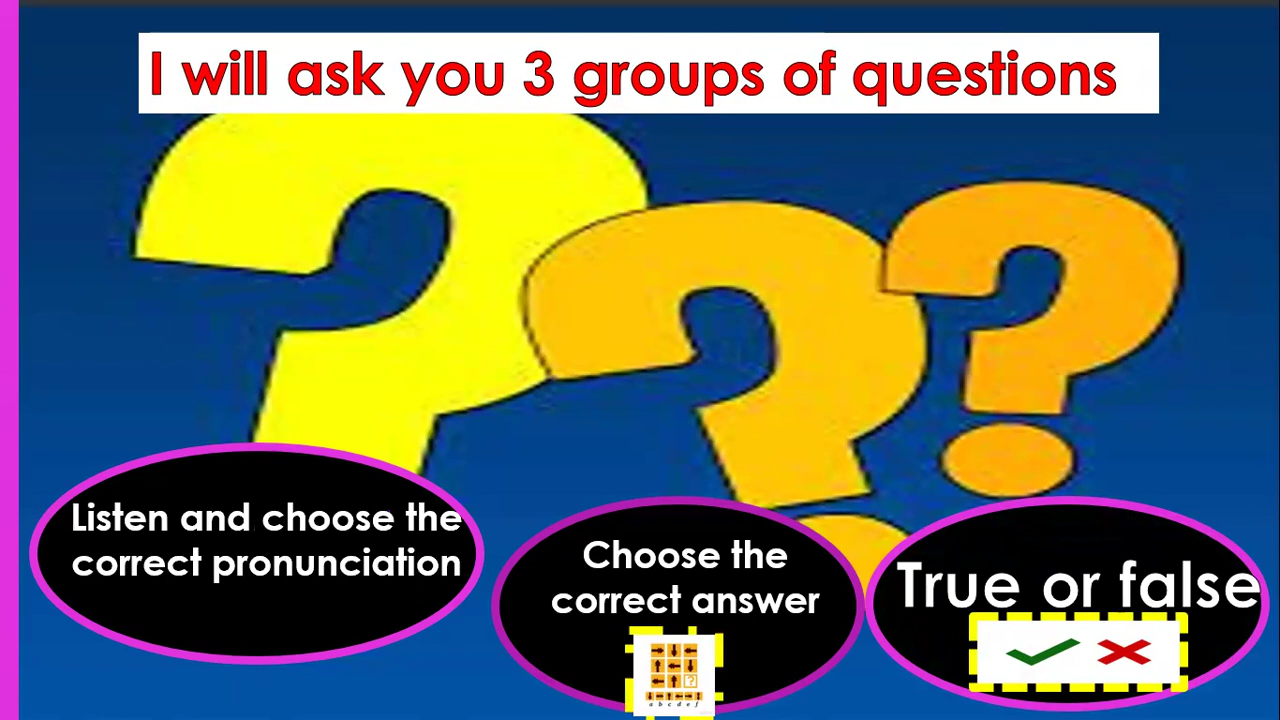 I will ask you 3 groups of questions
Listen and choose the
correct pronunciation
Choose the
correct answer
a b c d e f
True or false